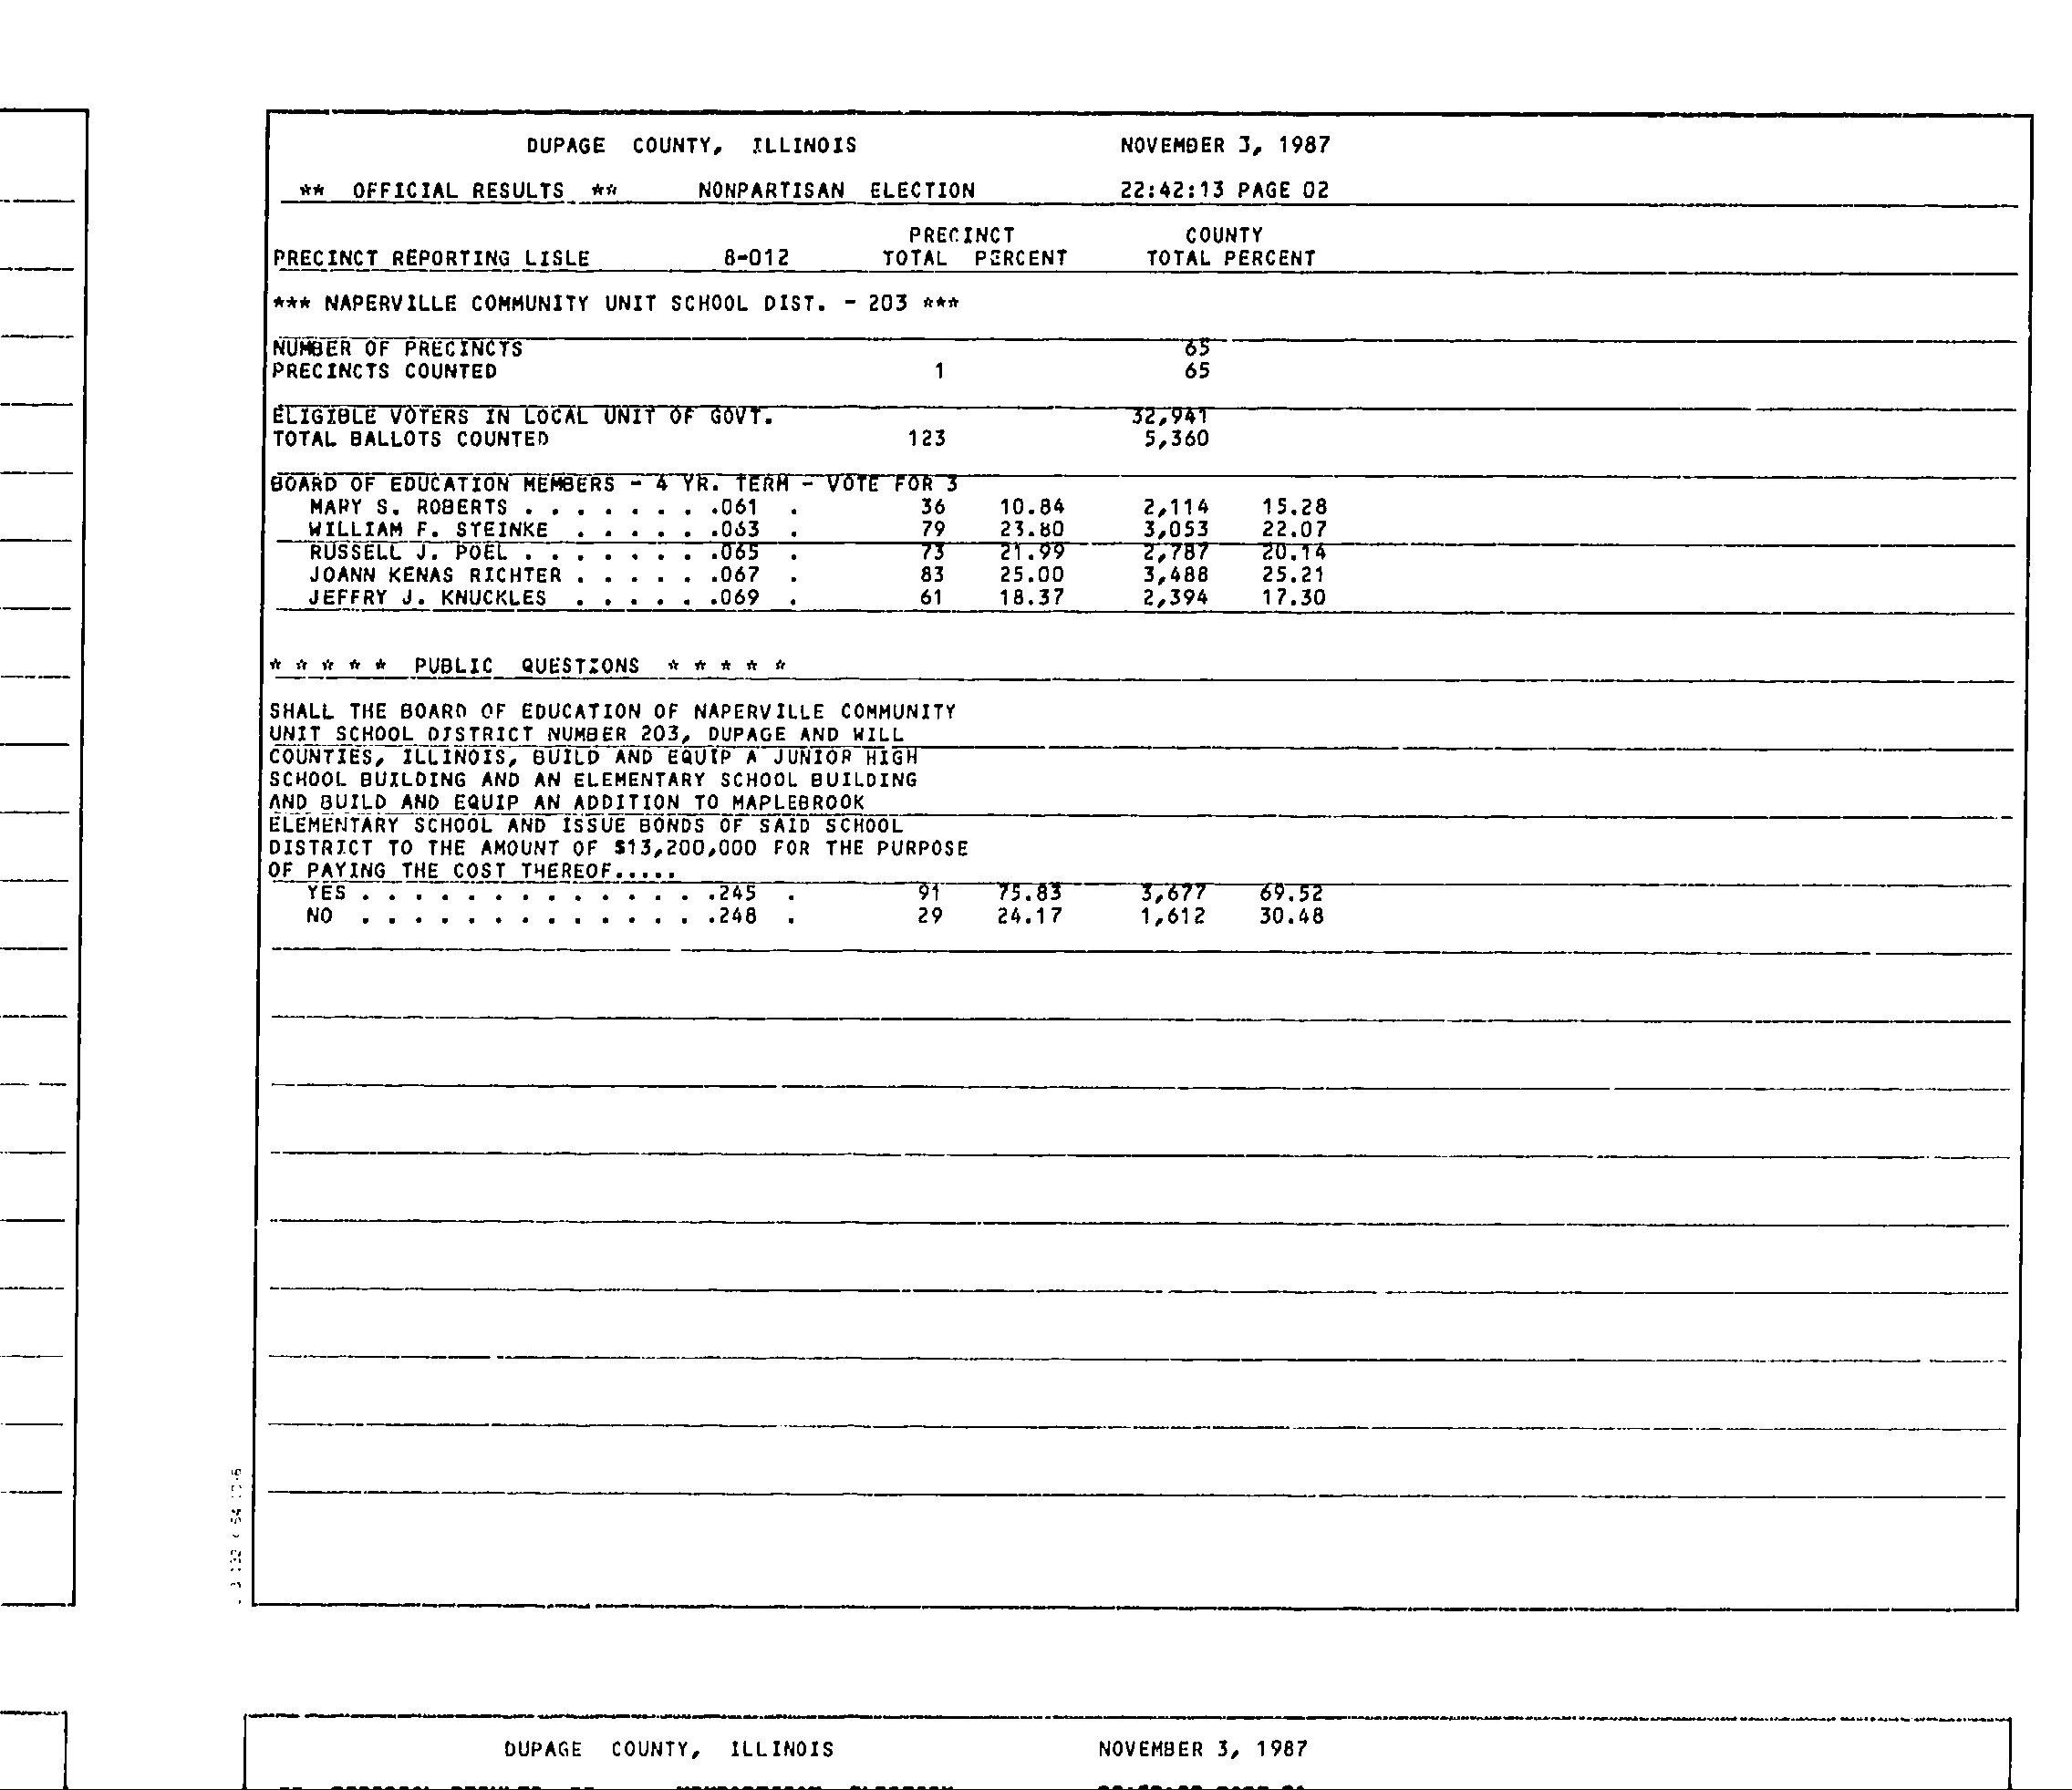 DUPAGE COUNTY, ILLINOIS NOVEMBER 3, 1987
** OFFICIAL RESULTS ** NONPARTISAN ELECTION 22:42:13 PAGE 02
PRECINCT COUNTY
PRECINCT REPORTING LISLE 8-012 TOTAL PERCENT TOTAL PERCENT
*** NAPERVILLE COMMUNITY UNIT SCHOOL DIST. - 203 ***
NUMBER OF PRECINCTS 65
PRECINCTS COUNTED 1 65
ELIGIBLE VOTERS IN LOCAL UNIT OF GOVT. 32,941
TOTAL BALLOTS COUNTED 123 5,360
BOARD OF EDUCATION MEMBERS - 4 YR. TERM - VOTE FOR 3
MARY S. ROBERTS . . . . . . . .061 . 36 10.84 2,114 15.28
WILLIAM F. STEINKE . . . . . .063 . 79 23.80 3,053 22.07
RUSSELL J. POEL . . . . . . . .065 . 73 21.99 2,787 20.14
JOANN KENAS RICHTER . . . . . .067 . 83 25.00 3,488 25.21
JEFFRY J. KNUCKLES . . . . . .069 . 61 18.37 2,394 17.30
* * * * * PUBLIC QUESTIONS * * * * *
SHALL THE BOARD OF EDUCATION OF NAPERVILLE COMMUNITY
UNIT SCHOOL DISTRICT NUMBER 203, DUPAGE AND WILL
COUNTIES, ILLINOIS, BUILD AND EQUIP A JUNIOR HIGH
SCHOOL BUILDING AND AN ELEMENTARY SCHOOL BUILDING
AND BUILD AND EQUIP AN ADDITION TO MAPLEBROOK
ELEMENTARY SCHOOL AND ISSUE BONDS OF SAID SCHOOL
DISTRICT TO THE AMOUNT OF $13,200,000 FOR THE PURPOSE
OF PAYING THE COST THEREOF.....
YES . . . . . . . . . . . . . .245 . 91 75.83 3,677 69.52
NO . . . . . . . . . . . . . .248 . 29 24.17 1,612 30.48
DUPAGE COUNTY, ILLINOIS NOVEMBER 3, 1987